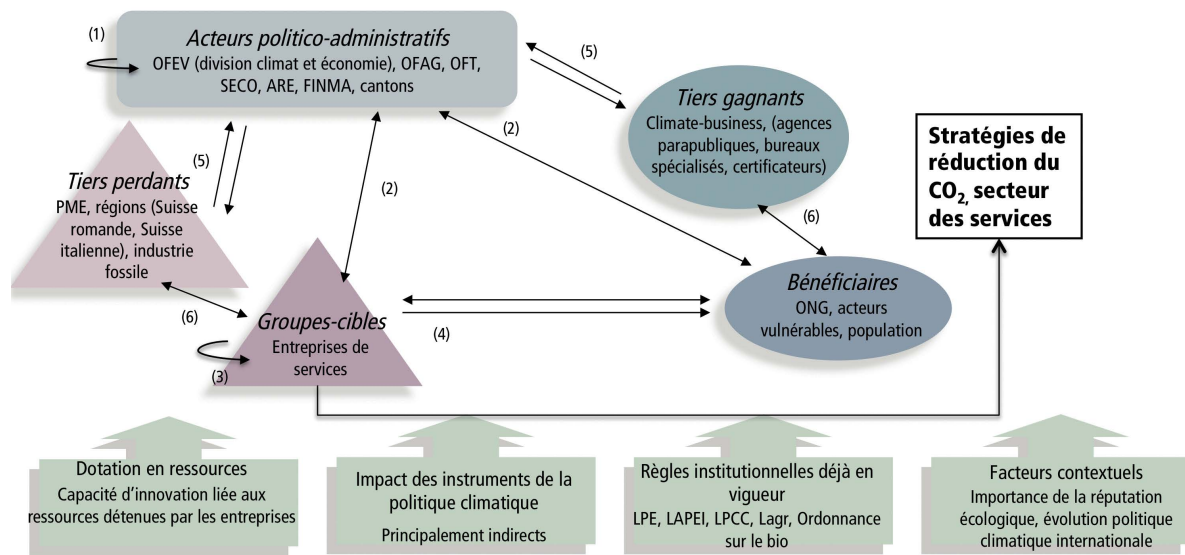 (1)
Acteurs politico-administratifs
OFEV (division climat et économie), OFAG, OFT,
SECO, ARE, FINMA, cantons
(5)
Tiers gagnants
Climate-business, (agences
parapubliques, bureaux
spécialisés, certificateurs)
(2)
Stratégies de
réduction du
CO2, secteur
des services
(5)
Tiers perdants
PME, régions (Suisse
romande, Suisse
italienne), industrie
fossile
(2)
(6)
Bénéficiaires
ONG, acteurs
vulnérables, population
(6)
Groupes-cibles
Entreprises de
services
(4)
(3)
Dotation en ressources
Capacité d’innovation liée aux
ressources détenues par les entreprises
Impact des instruments de la
politique climatique
Principalement indirects
Règles institutionnelles déjà en
vigueur
LPE, LAPEI, LPCC, Lagr, Ordonnance
sur le bio
Facteurs contextuels
Importance de la réputation
écologique, évolution politique
climatique internationale